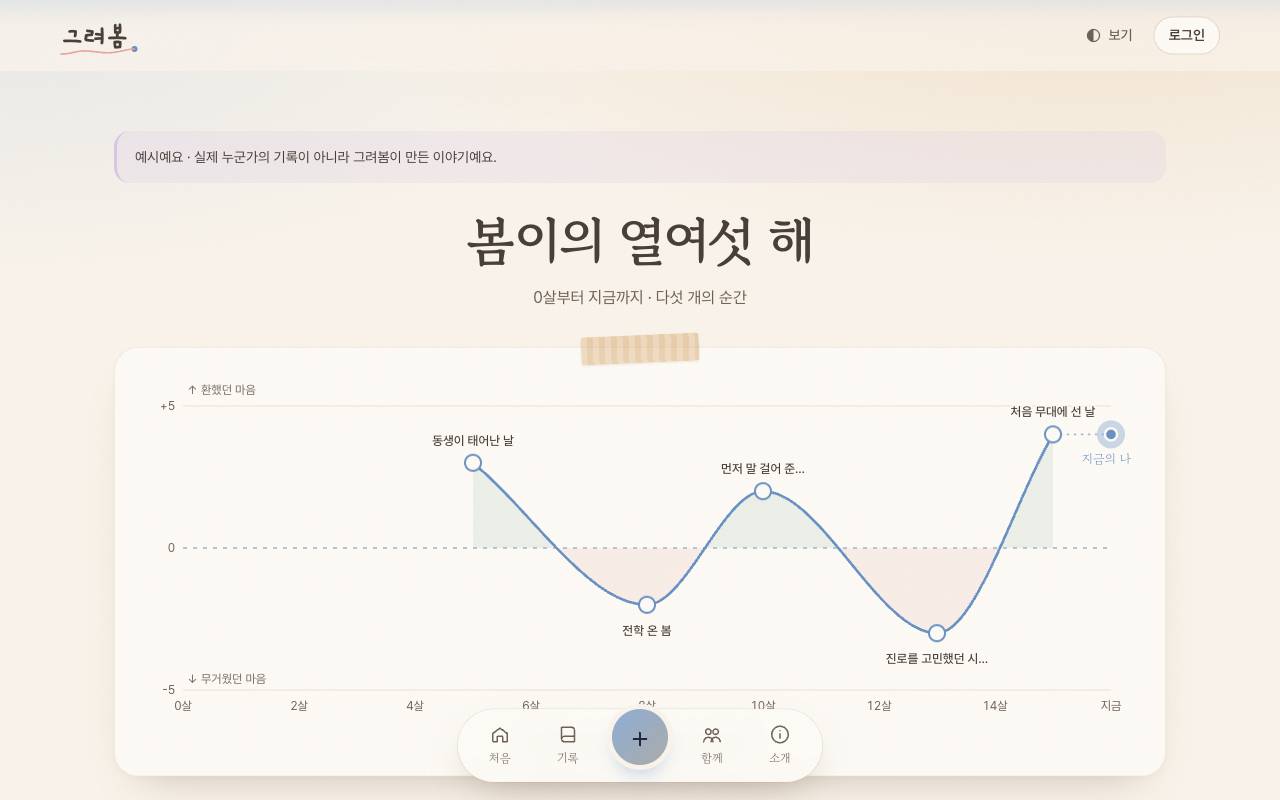 그려봄
보기
로그인
예시예요 · 실제 누군가의 기록이 아니라 그려봄이 만든 이야기예요.
봄이의 열여섯 해
0살부터 지금까지 · 다섯 개의 순간
↑ 환했던 마음
+5
처음 무대에 선 날
동생이 태어난 날
지금의 나
먼저 말 걸어 준…
0
전학 온 봄
진로를 고민했던 시…
↓ 무거웠던 마음
-5
0살 2살 4살 6살 8살 10살 12살 14살 지금
+
처음 기록 함께 소개